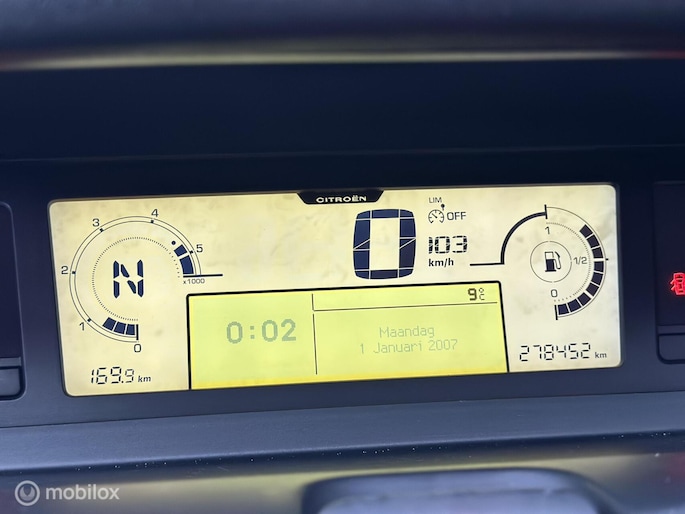 CITROËN
LIM
OFF
0
103
km/h
4
3
5
2
x1000
N
1
0
169.9 km
1
1/2
0
9°C
0:02
Maandag
1 Januari 2007
278452 km
mobilox